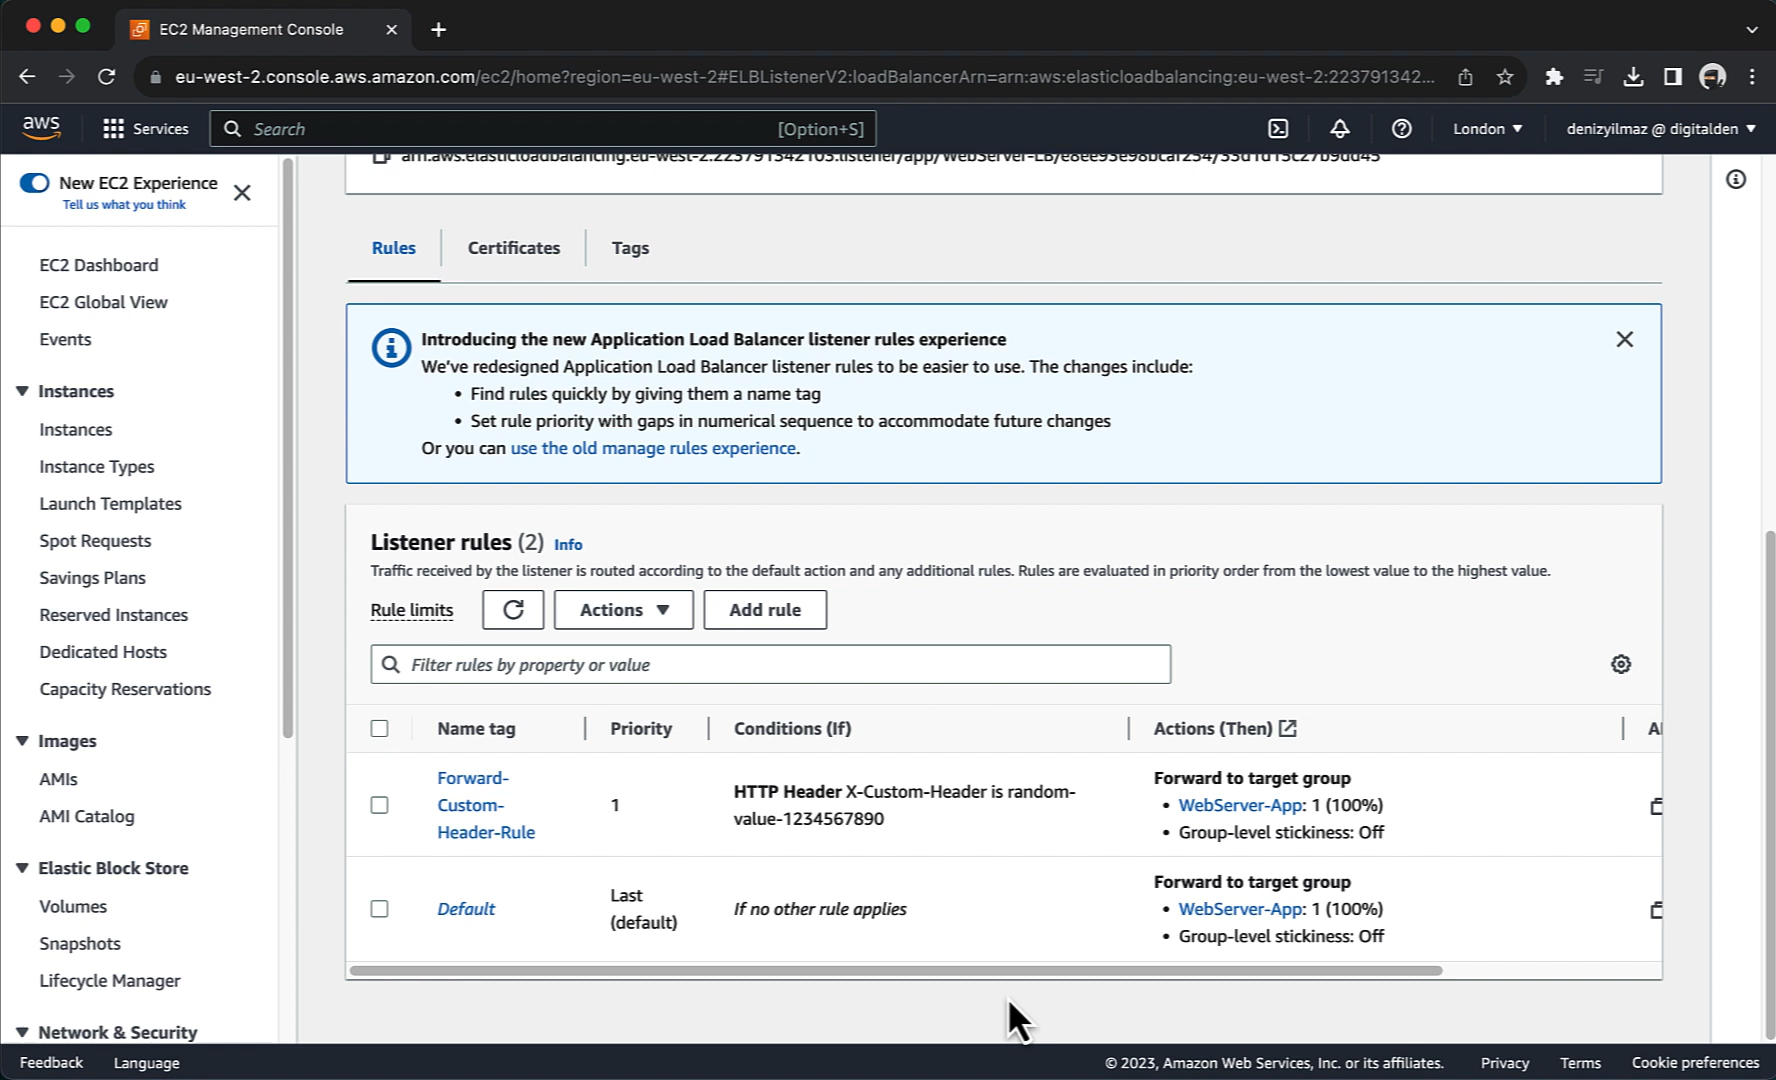 EC2 Management Console
eu-west-2.console.aws.amazon.com/ec2/home?region=eu-west-2#ELBListenerV2:loadBalancerArn=arn:aws:elasticloadbalancing:eu-west-2:223791342...
aws
Services
Search
[Option+S]
London
denizyilmaz @ digitalden
New EC2 Experience
Tell us what you think
EC2 Dashboard
EC2 Global View
Events
Instances
Instances
Instance Types
Launch Templates
Spot Requests
Savings Plans
Reserved Instances
Dedicated Hosts
Capacity Reservations
Images
AMIs
AMI Catalog
Elastic Block Store
Volumes
Snapshots
Lifecycle Manager
Network & Security
Rules
Certificates
Tags
Introducing the new Application Load Balancer listener rules experience
We've redesigned Application Load Balancer listener rules to be easier to use. The changes include:
• Find rules quickly by giving them a name tag
• Set rule priority with gaps in numerical sequence to accommodate future changes
Or you can use the old manage rules experience.
Listener rules (2) Info
Traffic received by the listener is routed according to the default action and any additional rules. Rules are evaluated in priority order from the lowest value to the highest value.
Rule limits
Actions
Add rule
Filter rules by property or value
Name tag
Priority
Conditions (If)
Actions (Then)
Forward-
Custom-
Header-Rule
1
HTTP Header X-Custom-Header is random-
value-1234567890
Forward to target group
• WebServer-App: 1 (100%)
• Group-level stickiness: Off
Default
Last
(default)
If no other rule applies
Forward to target group
• WebServer-App: 1 (100%)
• Group-level stickiness: Off
Feedback
Language
© 2023, Amazon Web Services, Inc. or its affiliates.
Privacy
Terms
Cookie preferences